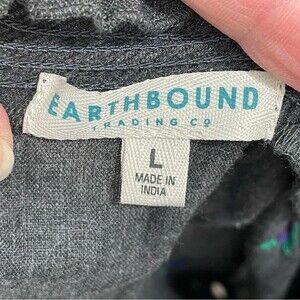 EARTHBOUND
TRADING CO
L
MADE IN
INDIA